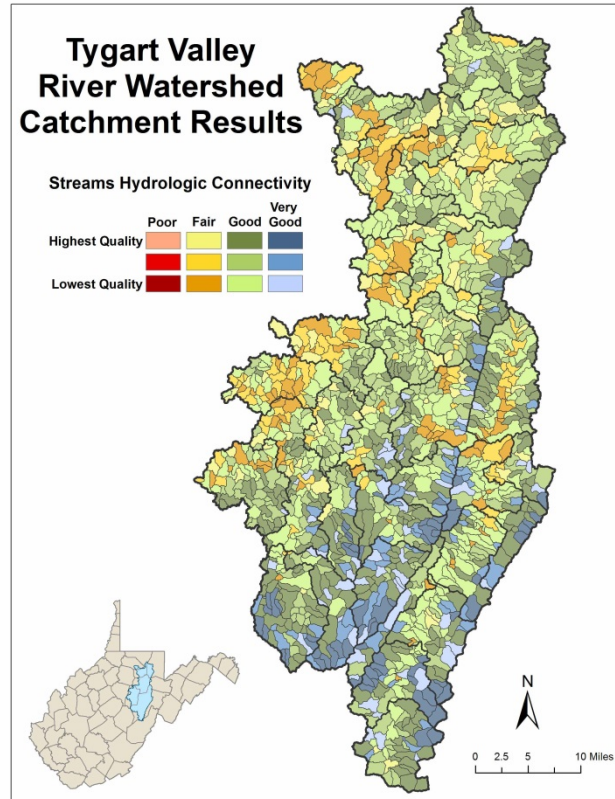 Tygart Valley
River Watershed
Catchment Results
Streams Hydrologic Connectivity
Poor Fair Good Very Good
Highest Quality
Lowest Quality
N
0 2.5 5 10 Miles